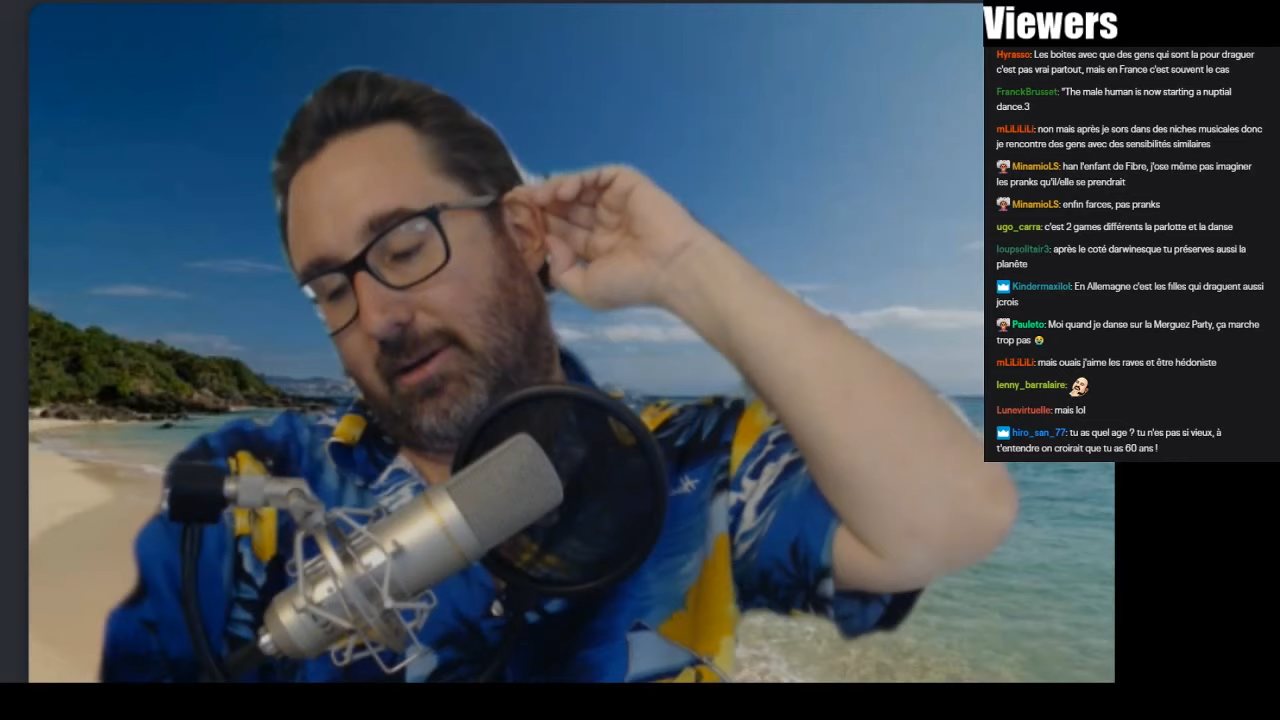 Viewers
Hyrasso: Les boites avec que des gens qui sont la pour draguer
c'est pas vrai partout, mais en France c'est souvent le cas
FranckBrusset: "The male human is now starting a nuptial
dance.3
mLiLiLiLi: non mais après je sors dans des niches musicales donc
je rencontre des gens avec des sensibilités similaires
MinamioLS: han l'enfant de Fibre, j'ose même pas imaginer
les pranks qu'il/elle se prendrait
MinamioLS: enfin farces, pas pranks
ugo_carra: c'est 2 games différents la parlotte et la danse
loupsolitair3: après le coté darwinesque tu préserves aussi la
planête
Kindermaxilol: En Allemagne c'est les filles qui draguent aussi
jcrois
Pauleto: Moi quand je danse sur la Merguez Party, ça marche
trop pas 😭
mLiLiLiLi: mais ouais j'aime les raves et être hédoniste
lenny_barralaire:
Lunevirtuelle: mais lol
hiro_san_77: tu as quel age ? tu n'es pas si vieux, à
t'entendre on croirait que tu as 60 ans !